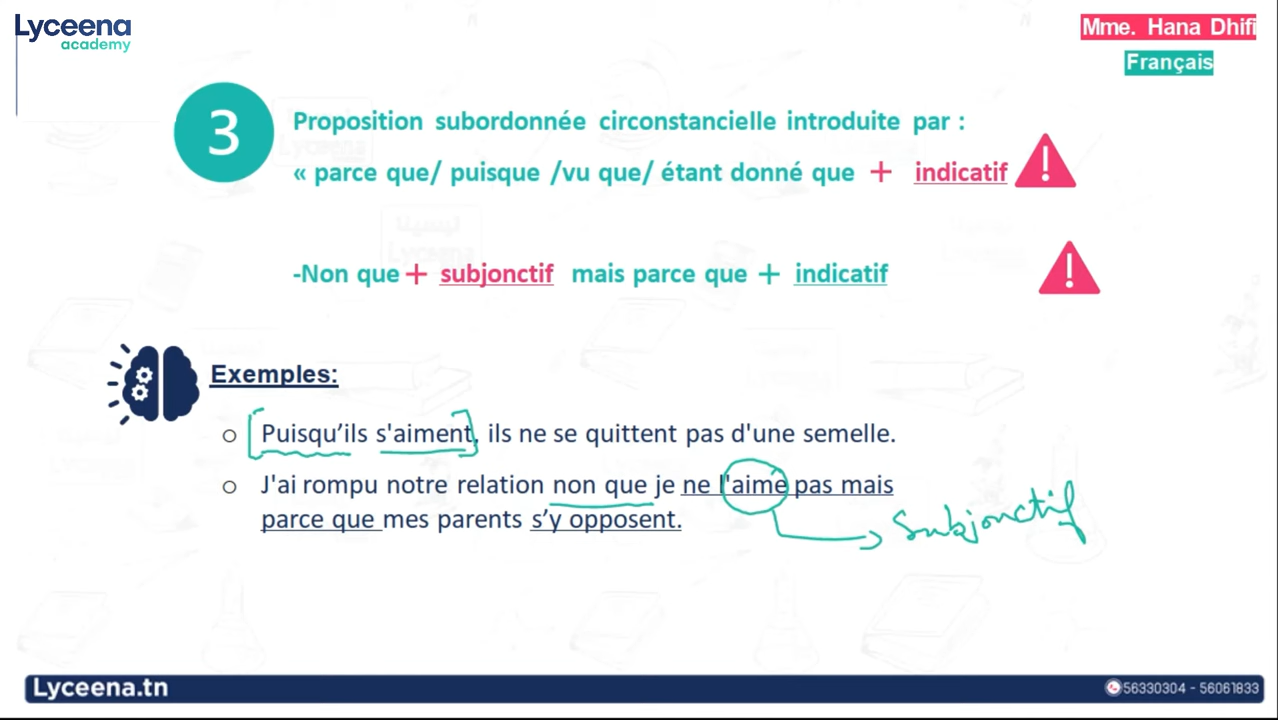 Lyceena
academy
Mme. Hana Dhifi
Français
3
Proposition subordonnée circonstancielle introduite par :
« parce que/ puisque /vu que/ étant donné que + indicatif
-Non que + subjonctif mais parce que + indicatif
Exemples:
Puisqu’ils s'aiment, ils ne se quittent pas d'une semelle.
J'ai rompu notre relation non que je ne l'aime pas mais
parce que mes parents s’y opposent.
Subjonctif
Lyceena.tn
56330304 - 56061833